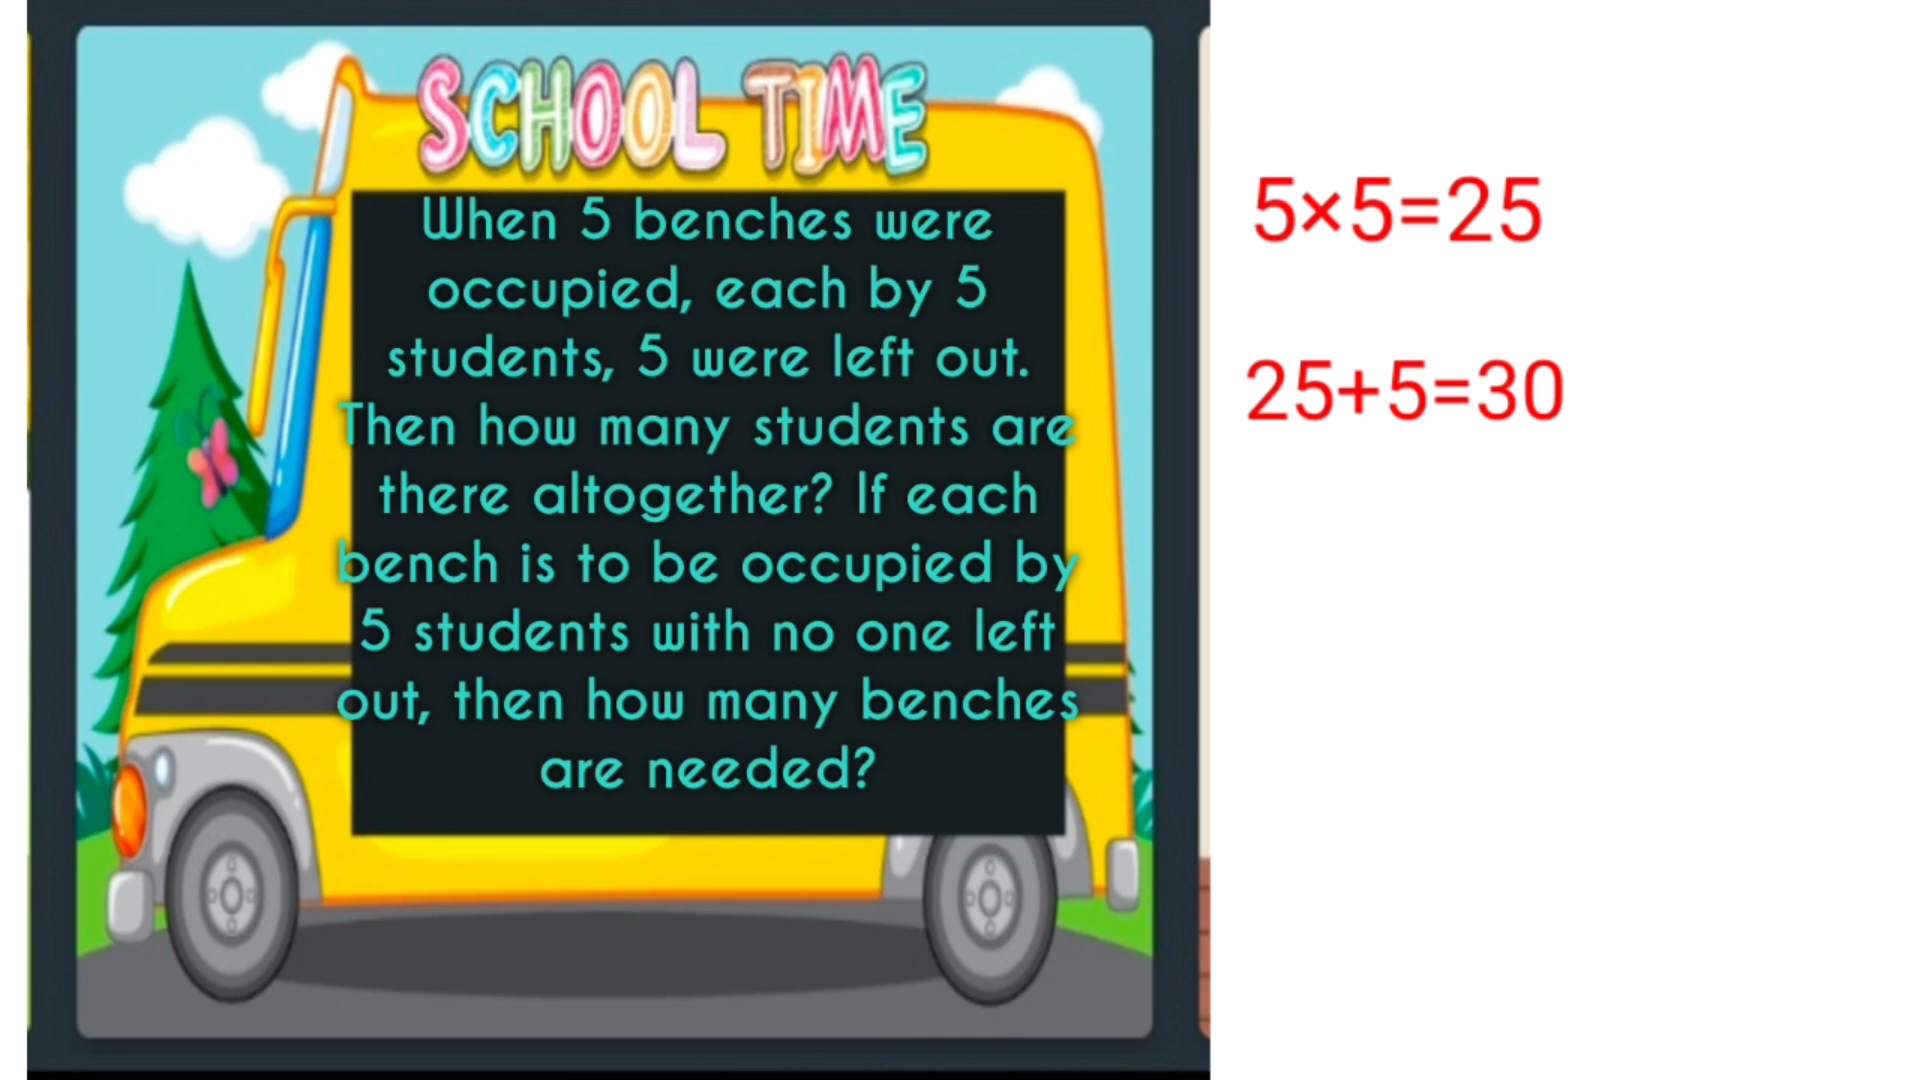 SCHOOL TIME
When 5 benches were
occupied, each by 5
students, 5 were left out.
Then how many students are
there altogether? If each
bench is to be occupied by
5 students with no one left
out, then how many benches
are needed?
5×5=25
25+5=30